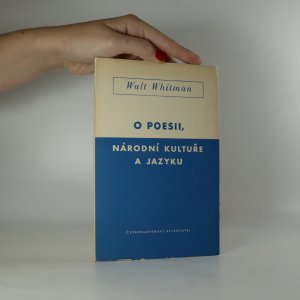 Walt Whitman
O POESII,
NÁRODNÍ KULTUŘE
A JAZYKU
ČESKOSLOVENSKÝ SPISOVATEL